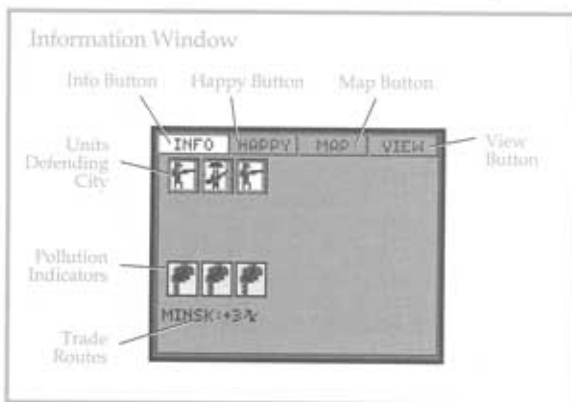 Information Window
Info Button
Happy Button
Map Button
View
Button
INFO
HAPPY
MAP
VIEW
Units
Defending
City
Pollution
Indicators
MINSK:+3
Trade
Routes